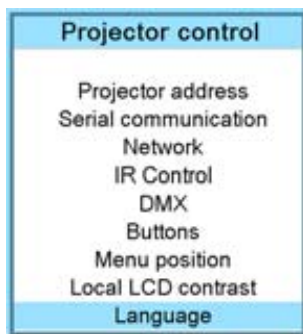 Projector control
Projector address
Serial communication
Network
IR Control
DMX
Buttons
Menu position
Local LCD contrast
Language